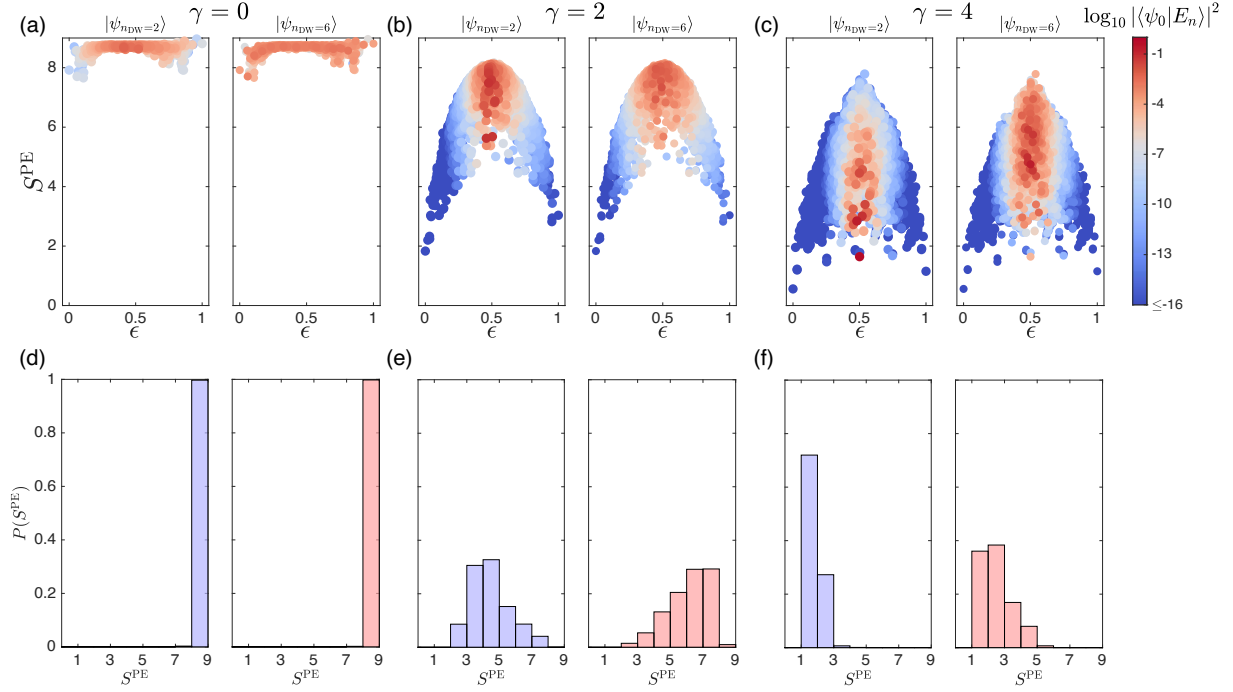 (a) γ = 0 (b) γ = 2 (c) γ = 4 log₁₀ |⟨ψ₀|Eₙ⟩|²
|ψ_{n_DW=2}⟩ |ψ_{n_DW=6}⟩ |ψ_{n_DW=2}⟩ |ψ_{n_DW=6}⟩ |ψ_{n_DW=2}⟩ |ψ_{n_DW=6}⟩
-1
8
-4
6
-7
S^PE
4
-10
2
-13
0
≤-16
0 0.5 1 0 0.5 1 0 0.5 1 0 0.5 1 0 0.5 1 0 0.5 1
ϵ ϵ ϵ ϵ ϵ ϵ
(d) (e) (f)
1
0.8
0.6
P(S^PE)
0.4
0.2
0
1 3 5 7 9 1 3 5 7 9 1 3 5 7 9 1 3 5 7 9 1 3 5 7 9 1 3 5 7 9
S^PE S^PE S^PE S^PE S^PE S^PE